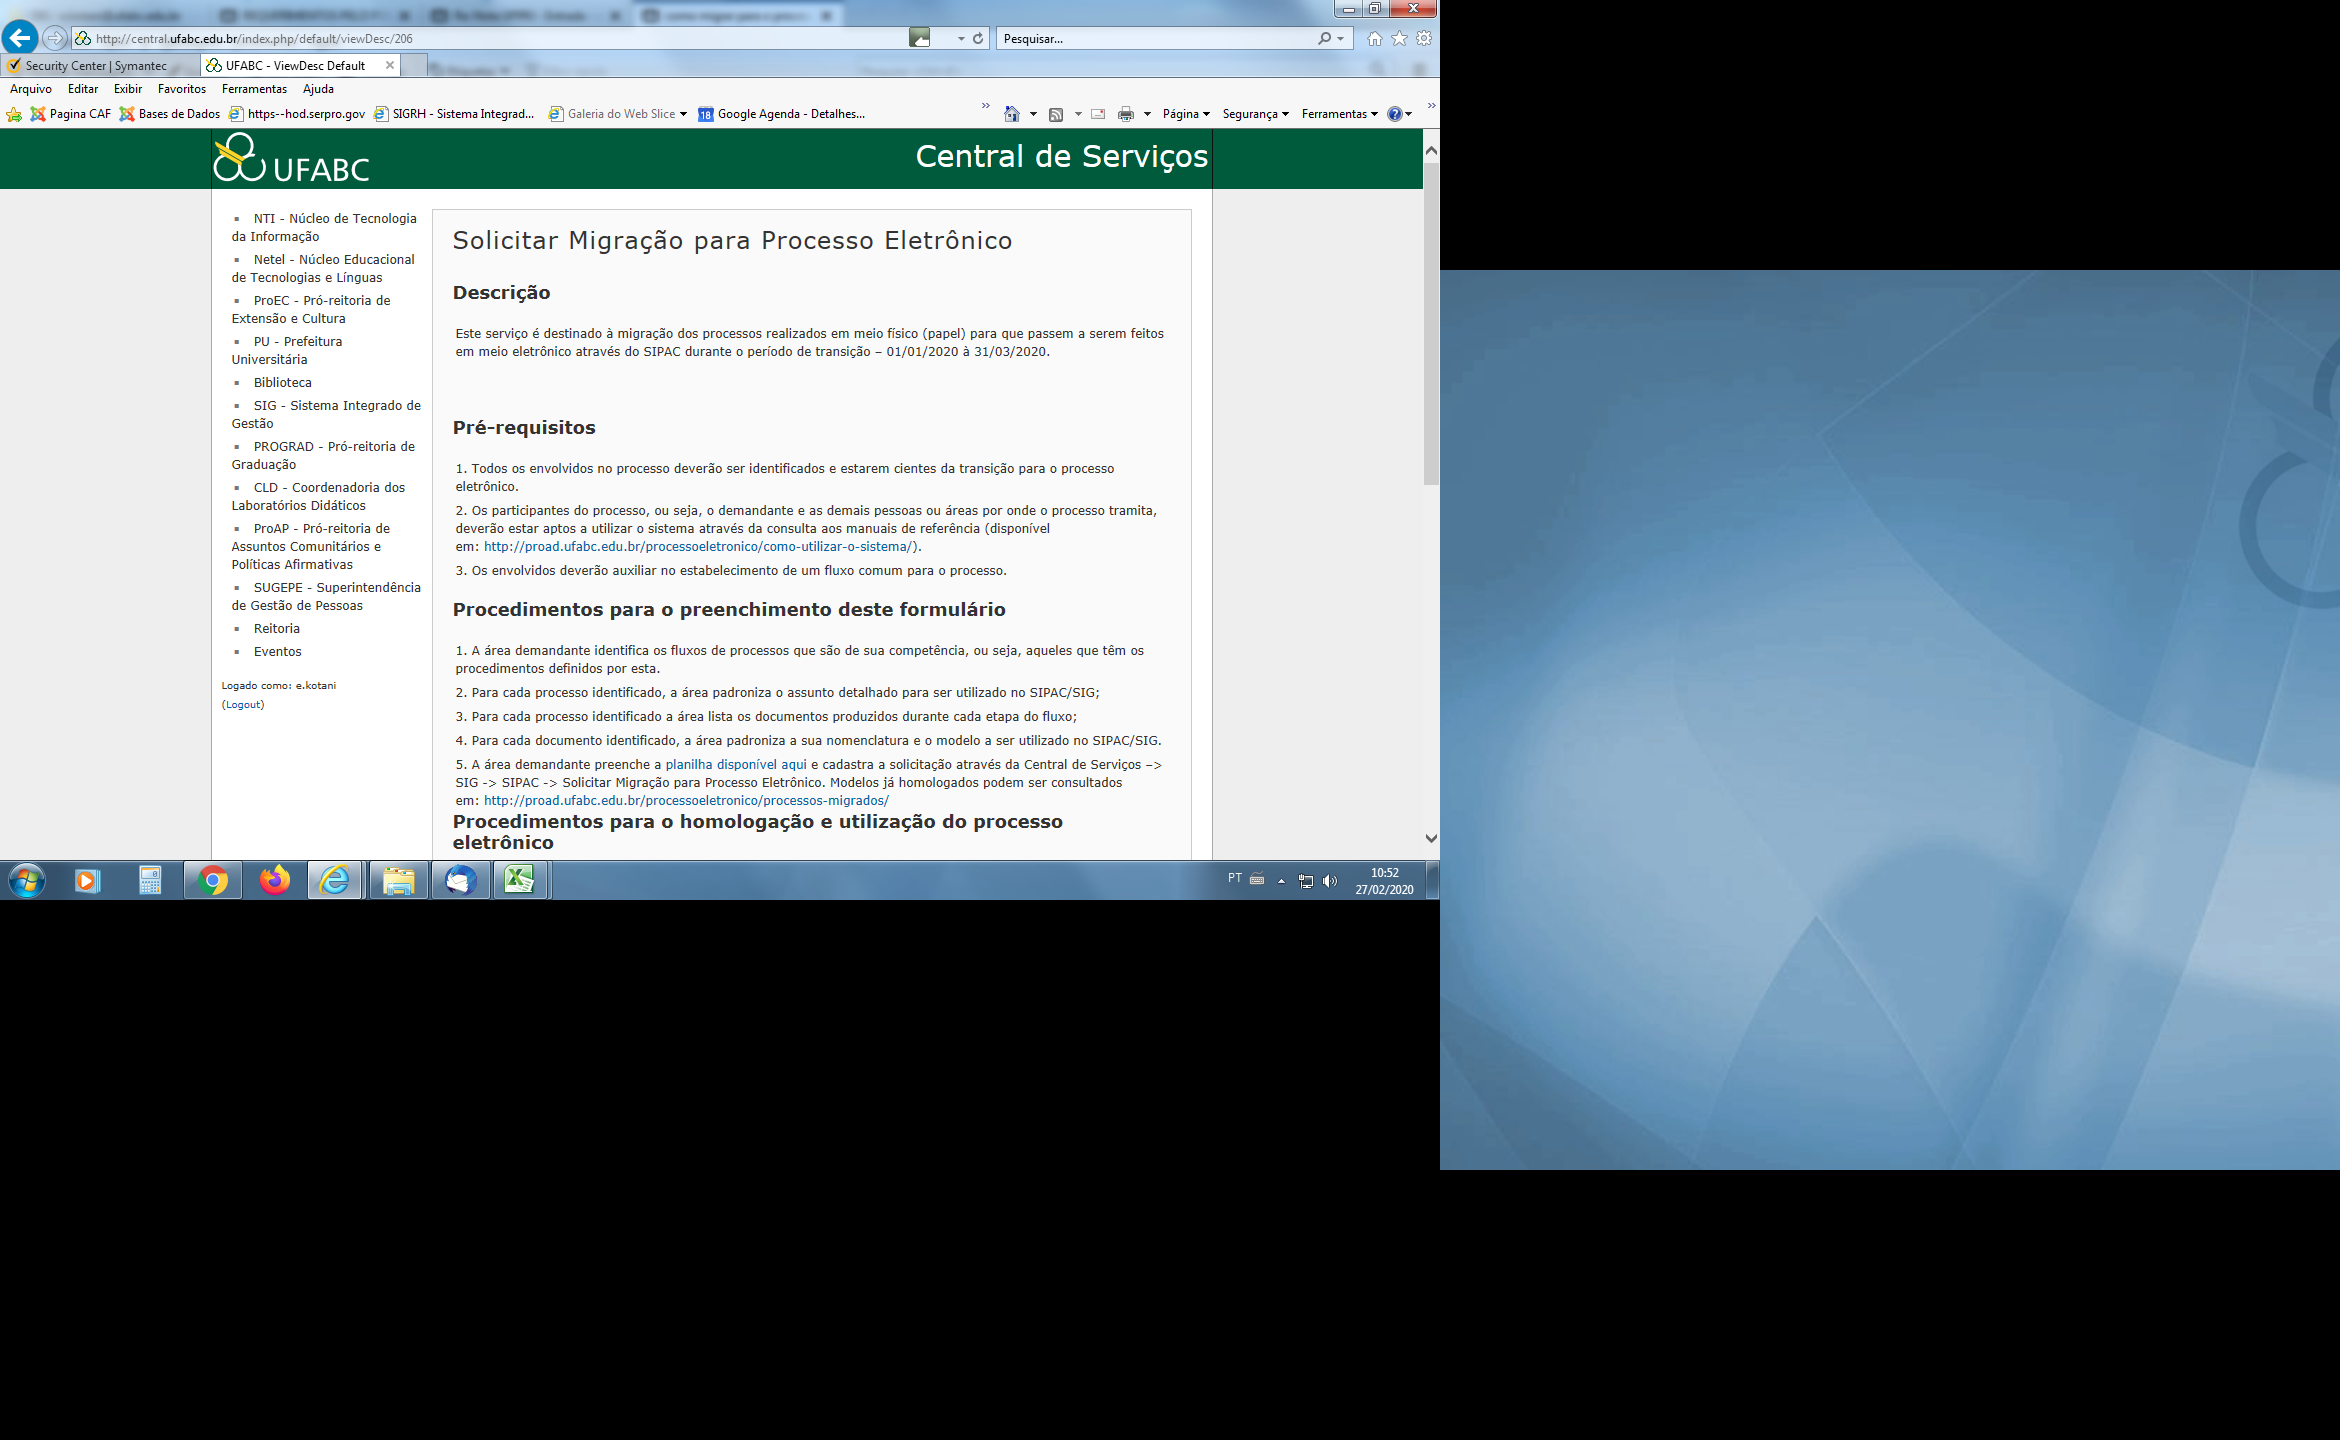 http://central.ufabc.edu.br/index.php/default/viewDesc/206
Pesquisar...
Security Center | Symantec
UFABC - ViewDesc Default
Arquivo Editar Exibir Favoritos Ferramentas Ajuda
Pagina CAF Bases de Dados https--hod.serpro.gov SIGRH - Sistema Integrad... Galeria do Web Slice 18 Google Agenda - Detalhes... Página Segurança Ferramentas
UFABC
Central de Serviços
NTI - Núcleo de Tecnologia
da Informação
Netel - Núcleo Educacional
de Tecnologias e Línguas
ProEC - Pró-reitoria de
Extensão e Cultura
PU - Prefeitura
Universitária
Biblioteca
SIG - Sistema Integrado de
Gestão
PROGRAD - Pró-reitoria de
Graduação
CLD - Coordenadoria dos
Laboratórios Didáticos
ProAP - Pró-reitoria de
Assuntos Comunitários e
Políticas Afirmativas
SUGEPE - Superintendência
de Gestão de Pessoas
Reitoria
Eventos
Logado como: e.kotani
(Logout)
Solicitar Migração para Processo Eletrônico
Descrição
Este serviço é destinado à migração dos processos realizados em meio físico (papel) para que passem a serem feitos
em meio eletrônico através do SIPAC durante o período de transição – 01/01/2020 à 31/03/2020.
Pré-requisitos
1. Todos os envolvidos no processo deverão ser identificados e estarem cientes da transição para o processo
eletrônico.
2. Os participantes do processo, ou seja, o demandante e as demais pessoas ou áreas por onde o processo tramita,
deverão estar aptos a utilizar o sistema através da consulta aos manuais de referência (disponível
em: http://proad.ufabc.edu.br/processoeletronico/como-utilizar-o-sistema/).
3. Os envolvidos deverão auxiliar no estabelecimento de um fluxo comum para o processo.
Procedimentos para o preenchimento deste formulário
1. A área demandante identifica os fluxos de processos que são de sua competência, ou seja, aqueles que têm os
procedimentos definidos por esta.
2. Para cada processo identificado, a área padroniza o assunto detalhado para ser utilizado no SIPAC/SIG;
3. Para cada processo identificado a área lista os documentos produzidos durante cada etapa do fluxo;
4. Para cada documento identificado, a área padroniza a sua nomenclatura e o modelo a ser utilizado no SIPAC/SIG.
5. A área demandante preenche a planilha disponível aqui e cadastra a solicitação através da Central de Serviços –>
SIG -> SIPAC -> Solicitar Migração para Processo Eletrônico. Modelos já homologados podem ser consultados
em: http://proad.ufabc.edu.br/processoeletronico/processos-migrados/
Procedimentos para o homologação e utilização do processo
eletrônico
PT
10:52
27/02/2020